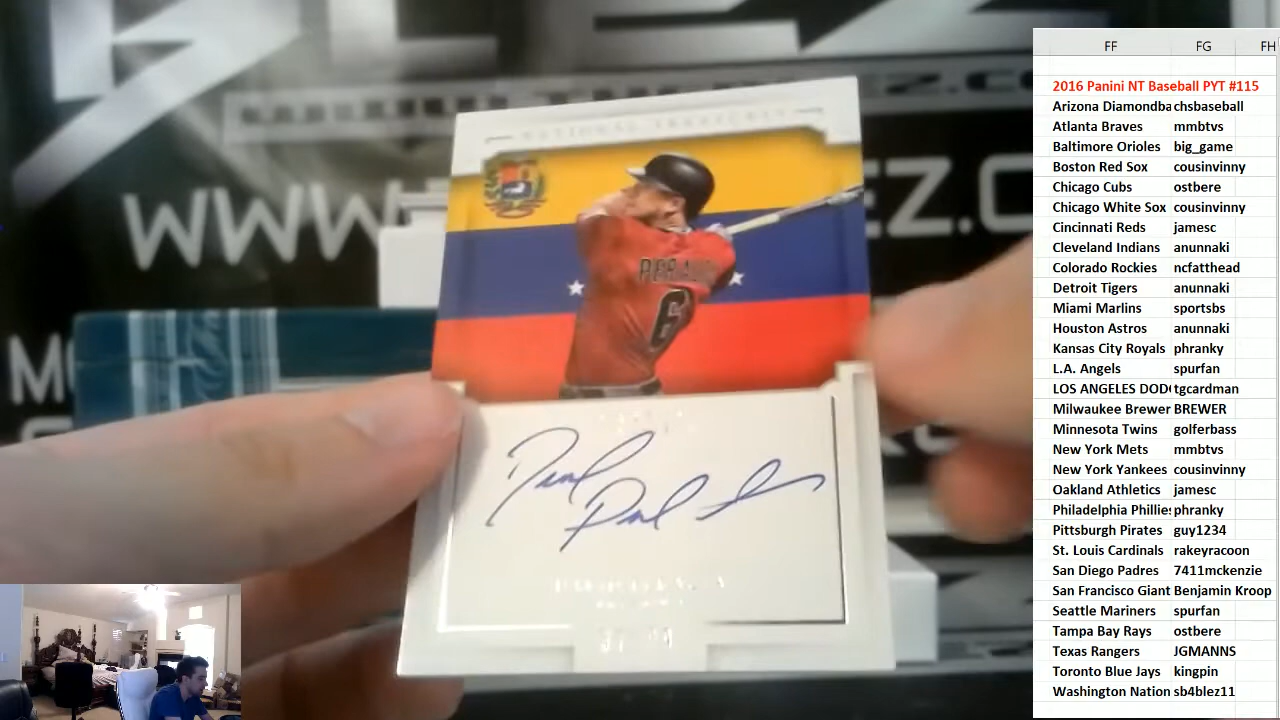 WWW.
EZ.C
NATIONAL TREASURES
PERALTA
6
FF FG FH
2016 Panini NT Baseball PYT #115
Arizona Diamondba chsbaseball
Atlanta Braves mmbtvs
Baltimore Orioles big_game
Boston Red Sox cousinvinny
Chicago Cubs ostbere
Chicago White Sox cousinvinny
Cincinnati Reds jamesc
Cleveland Indians anunnaki
Colorado Rockies ncfatthead
Detroit Tigers anunnaki
Miami Marlins sportsbs
Houston Astros anunnaki
Kansas City Royals phranky
L.A. Angels spurfan
LOS ANGELES DOD tgcardman
Milwaukee Brewer BREWER
Minnesota Twins golferbass
New York Mets mmbtvs
New York Yankees cousinvinny
Oakland Athletics jamesc
Philadelphia Phillies phranky
Pittsburgh Pirates guy1234
St. Louis Cardinals rakeyracoon
San Diego Padres 7411mckenzie
San Francisco Giant Benjamin Kroop
Seattle Mariners spurfan
Tampa Bay Rays ostbere
Texas Rangers JGMANNS
Toronto Blue Jays kingpin
Washington Nation sb4blez11